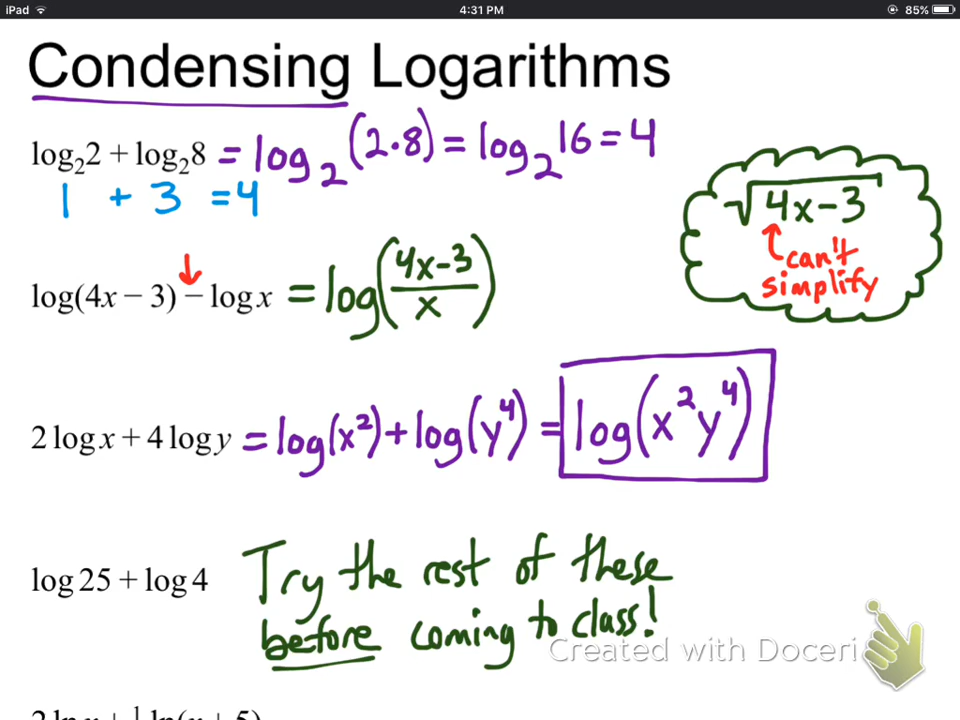 iPad 4:31 PM 85%
Condensing Logarithms
log₂2 + log₂8 = log₂(2·8) = log₂16 = 4
1 + 3 = 4
√(4x−3)
can't
simplify
log(4x − 3) − log x = log((4x−3)/x)
2 log x + 4 log y = log(x²) + log(y⁴) = log(x²y⁴)
log 25 + log 4
Try the rest of these
before coming to class!
Created with Doceri